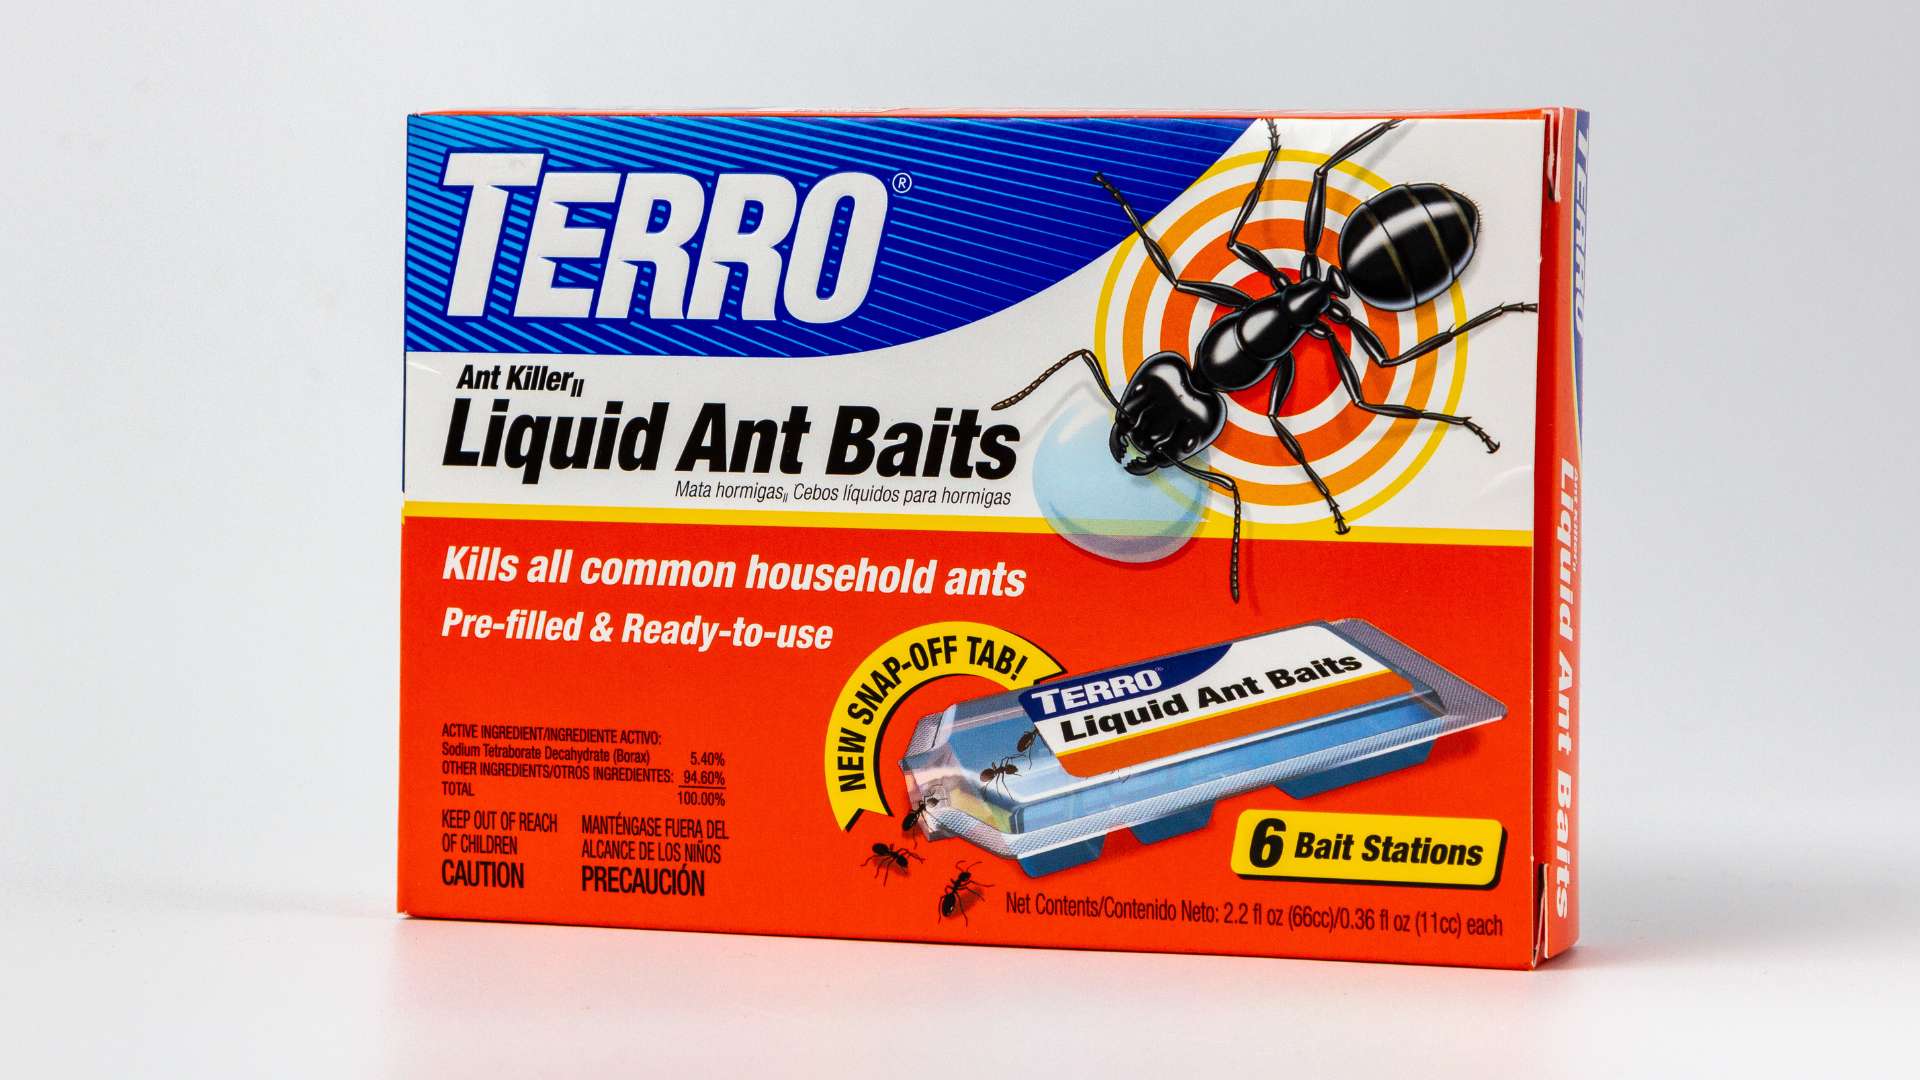 TERRO®
Ant Killer II
Liquid Ant Baits
Mata hormigas II Cebos líquidos para hormigas
Kills all common household ants
Pre-filled & Ready-to-use
NEW SNAP-OFF TAB!
TERRO®
Liquid Ant Baits
ACTIVE INGREDIENT/INGREDIENTE ACTIVO:
Sodium Tetraborate Decahydrate (Borax) 5.40%
OTHER INGREDIENTS/OTROS INGREDIENTES: 94.60%
TOTAL 100.00%
KEEP OUT OF REACH
OF CHILDREN
CAUTION
MANTÉNGASE FUERA DEL
ALCANCE DE LOS NIÑOS
PRECAUCIÓN
6 Bait Stations
Net Contents/Contenido Neto: 2.2 fl oz (66cc)/0.36 fl oz (11cc) each
TERRO
Ant Killer II
Liquid Ant Baits